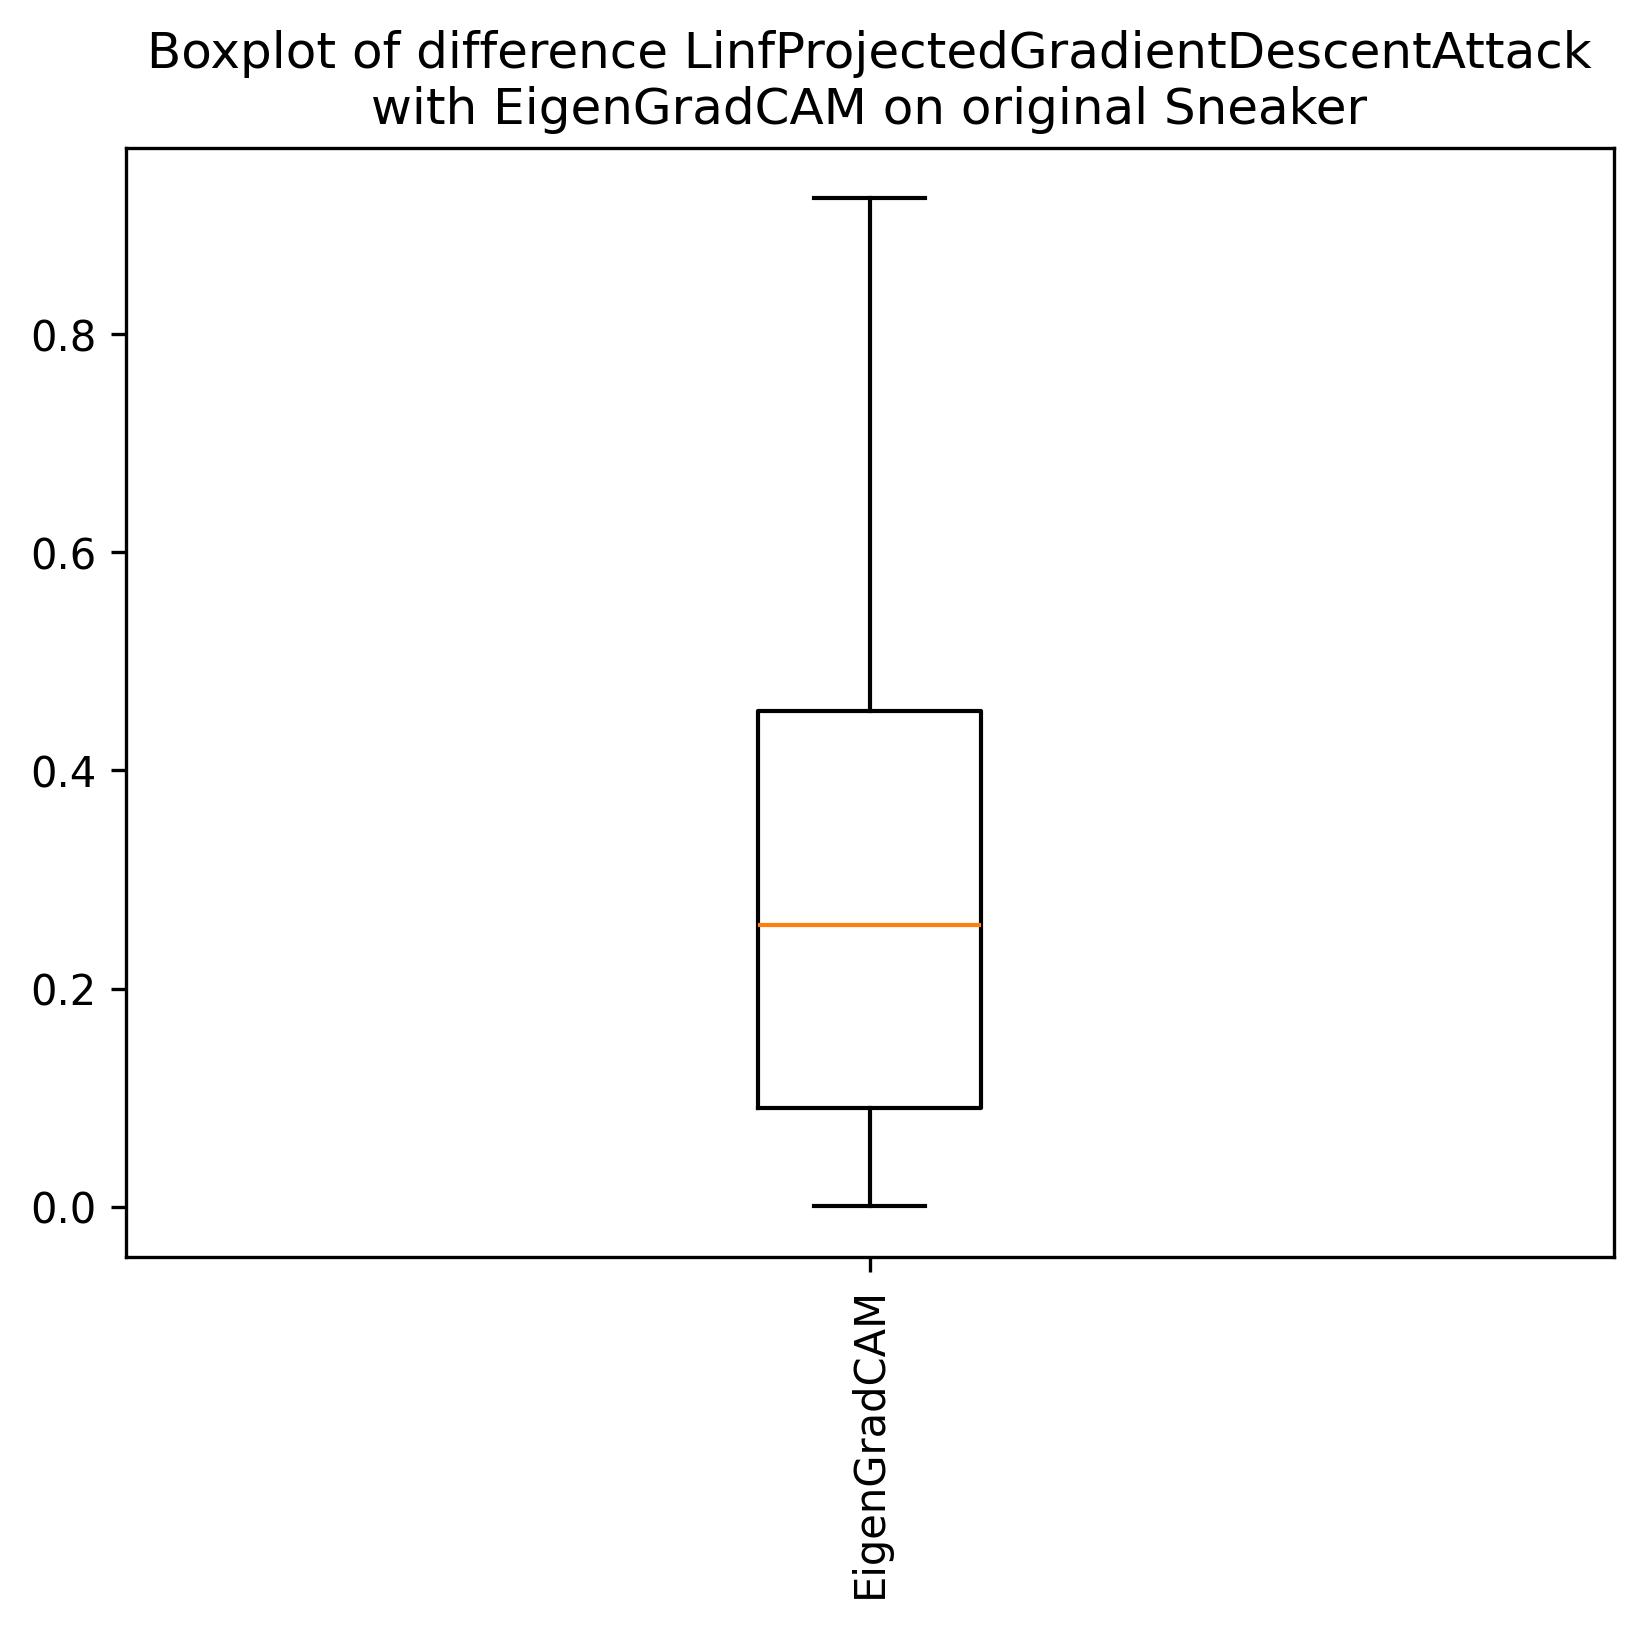 Boxplot of difference LinfProjectedGradientDescentAttack
with EigenGradCAM on original Sneaker
0.8
0.6
0.4
0.2
0.0
EigenGradCAM